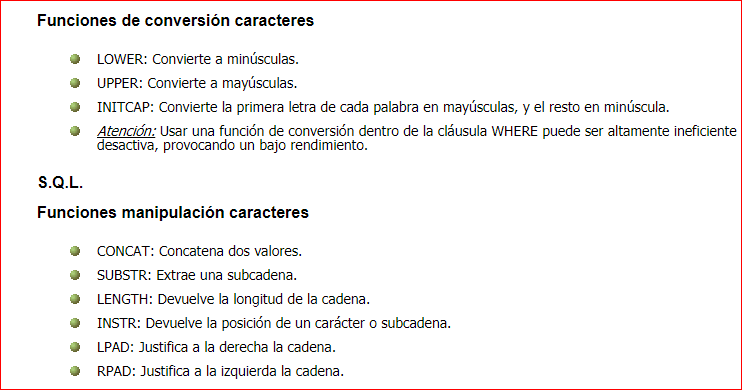 Funciones de conversión caracteres
LOWER: Convierte a minúsculas.
UPPER: Convierte a mayúsculas.
INITCAP: Convierte la primera letra de cada palabra en mayúsculas, y el resto en minúscula.
Atención: Usar una función de conversión dentro de la cláusula WHERE puede ser altamente ineficiente
desactiva, provocando un bajo rendimiento.
S.Q.L.
Funciones manipulación caracteres
CONCAT: Concatena dos valores.
SUBSTR: Extrae una subcadena.
LENGTH: Devuelve la longitud de la cadena.
INSTR: Devuelve la posición de un carácter o subcadena.
LPAD: Justifica a la derecha la cadena.
RPAD: Justifica a la izquierda la cadena.